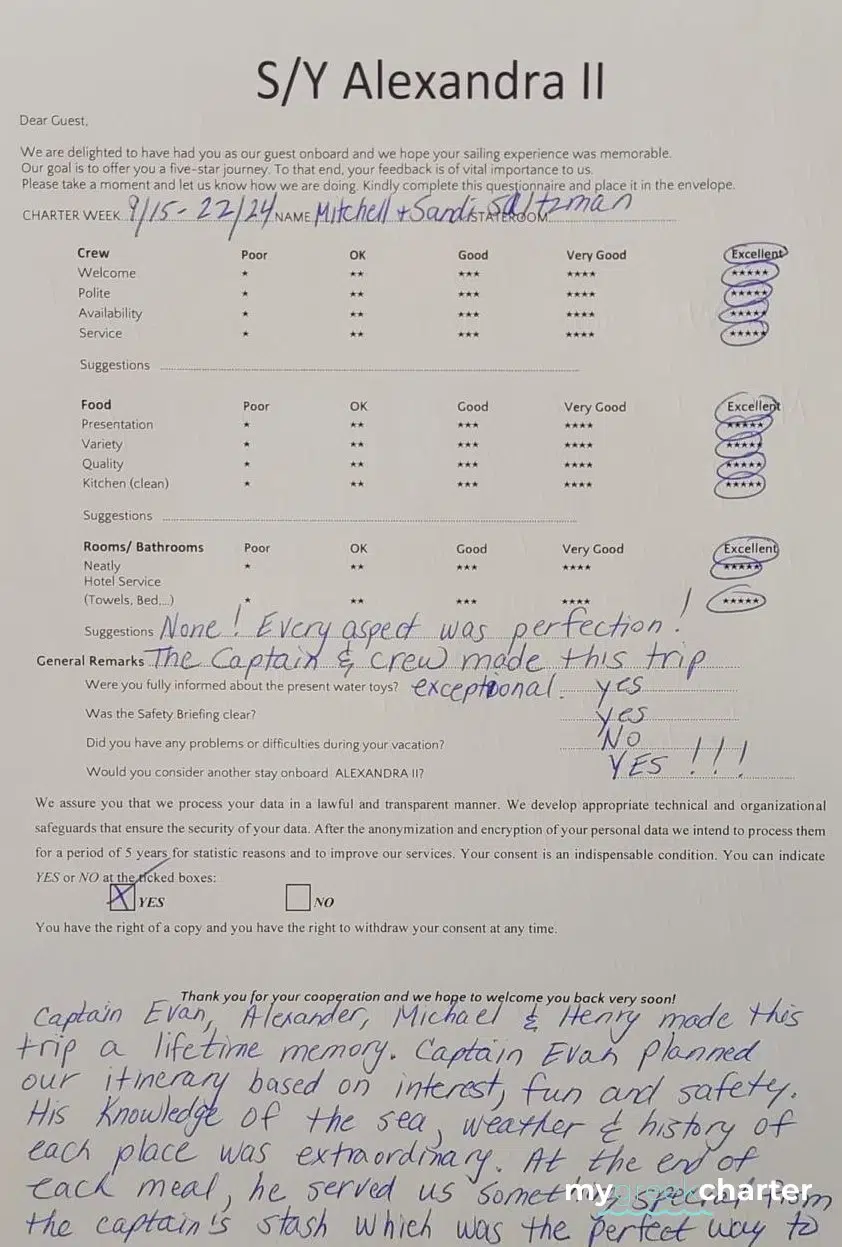 S/Y Alexandra II
Dear Guest,
We are delighted to have had you as our guest onboard and we hope your sailing experience was memorable.
Our goal is to offer you a five-star journey. To that end, your feedback is of vital importance to us.
Please take a moment and let us know how we are doing. Kindly complete this questionnaire and place it in the envelope.
CHARTER WEEK 9/15-22/24 NAME Mitchell + Sandi Saltzman STATEROOM
Crew Poor OK Good Very Good Excellent
Welcome ★ ★★ ★★★ ★★★★ ★★★★★
Polite ★ ★★ ★★★ ★★★★ ★★★★★
Availability ★ ★★ ★★★ ★★★★ ★★★★★
Service ★ ★★ ★★★ ★★★★ ★★★★★
Suggestions
Food Poor OK Good Very Good Excellent
Presentation ★ ★★ ★★★ ★★★★ ★★★★★
Variety ★ ★★ ★★★ ★★★★ ★★★★★
Quality ★ ★★ ★★★ ★★★★ ★★★★★
Kitchen (clean) ★ ★★ ★★★ ★★★★ ★★★★★
Suggestions
Rooms/ Bathrooms Poor OK Good Very Good Excellent
Neatly ★ ★★ ★★★ ★★★★ ★★★★★
Hotel Service
(Towels, Bed,...) ★ ★★ ★★★ ★★★★ ★★★★★
Suggestions None! Every aspect was perfection!
General Remarks The Captain & crew made this trip
Were you fully informed about the present water toys? exceptional. yes
Was the Safety Briefing clear? yes
Did you have any problems or difficulties during your vacation? NO
Would you consider another stay onboard ALEXANDRA II? YES!!!
We assure you that we process your data in a lawful and transparent manner. We develop appropriate technical and organizational
safeguards that ensure the security of your data. After the anonymization and encryption of your personal data we intend to process them
for a period of 5 years for statistic reasons and to improve our services. Your consent is an indispensable condition. You can indicate
YES or NO at the ticked boxes:
X YES NO
You have the right of a copy and you have the right to withdraw your consent at any time.
Thank you for your cooperation and we hope to welcome you back very soon!
Captain Evan, Alexander, Michael & Henry made this
trip a lifetime memory. Captain Evan planned
our itinerary based on interest, fun and safety.
His knowledge of the sea, weather & history of
each place was extraordinary. At the end of
each meal, he served us something special from
the captain's stash which was the perfect way to
mygreekcharter